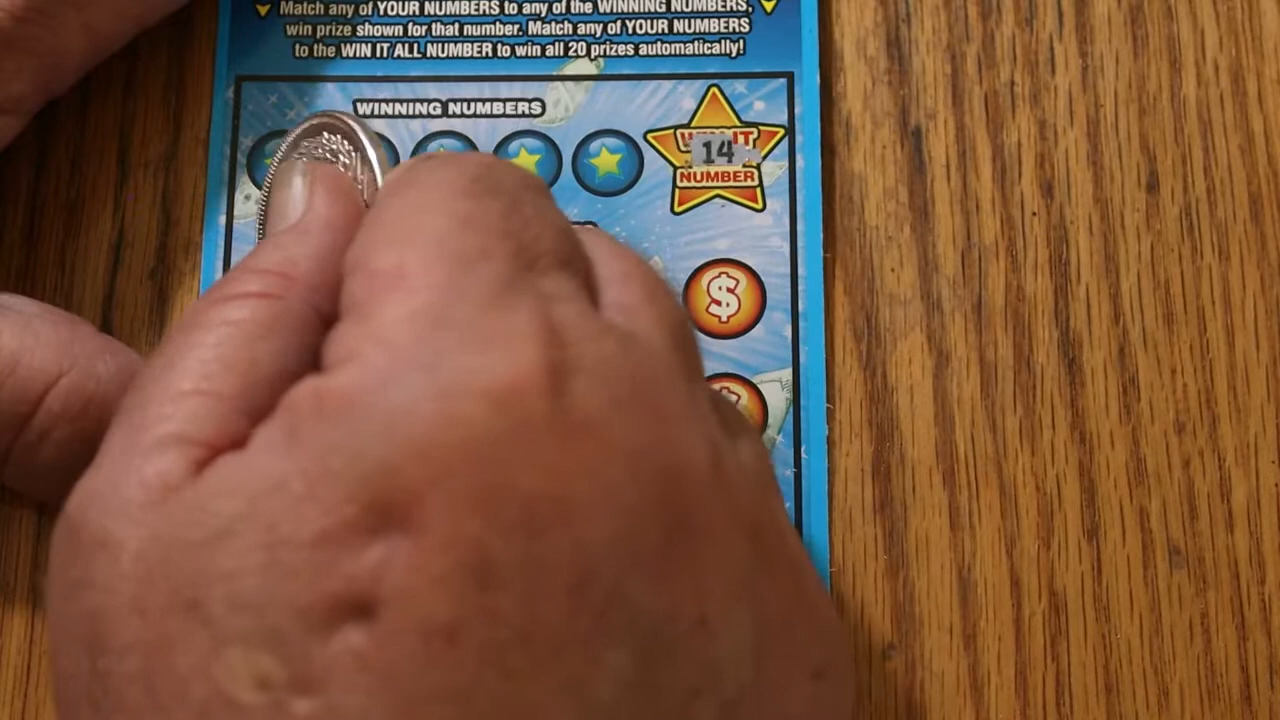 Match any of YOUR NUMBERS to any of the WINNING NUMBERS,
win prize shown for that number. Match any of YOUR NUMBERS
to the WIN IT ALL NUMBER to win all 20 prizes automatically!
WINNING NUMBERS
WIN IT
14
NUMBER
$